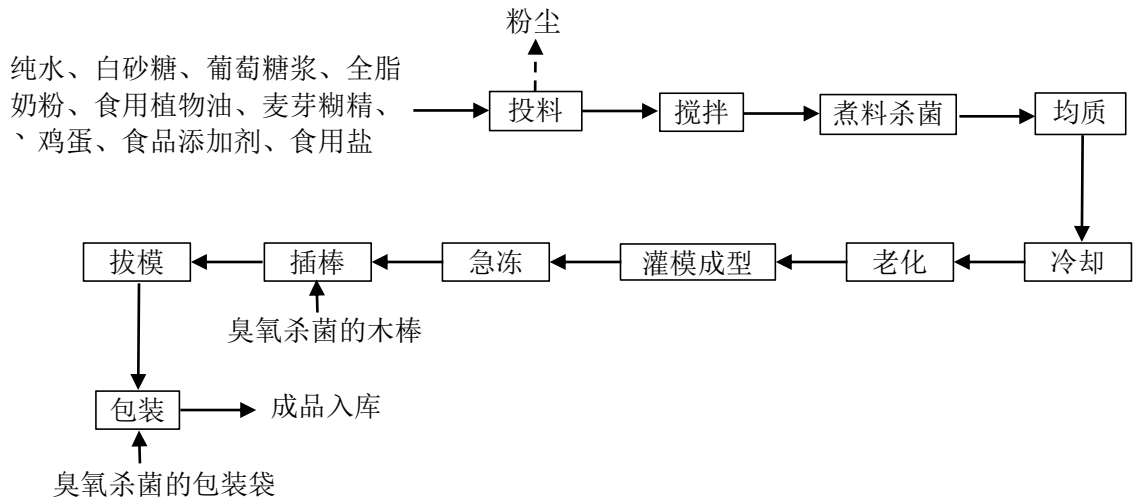 粉尘
纯水、白砂糖、葡萄糖浆、全脂
奶粉、食用植物油、麦芽糊精、
、鸡蛋、食品添加剂、食用盐
投料
搅拌
煮料杀菌
均质
拔模
插棒
急冻
灌模成型
老化
冷却
臭氧杀菌的木棒
包装
成品入库
臭氧杀菌的包装袋